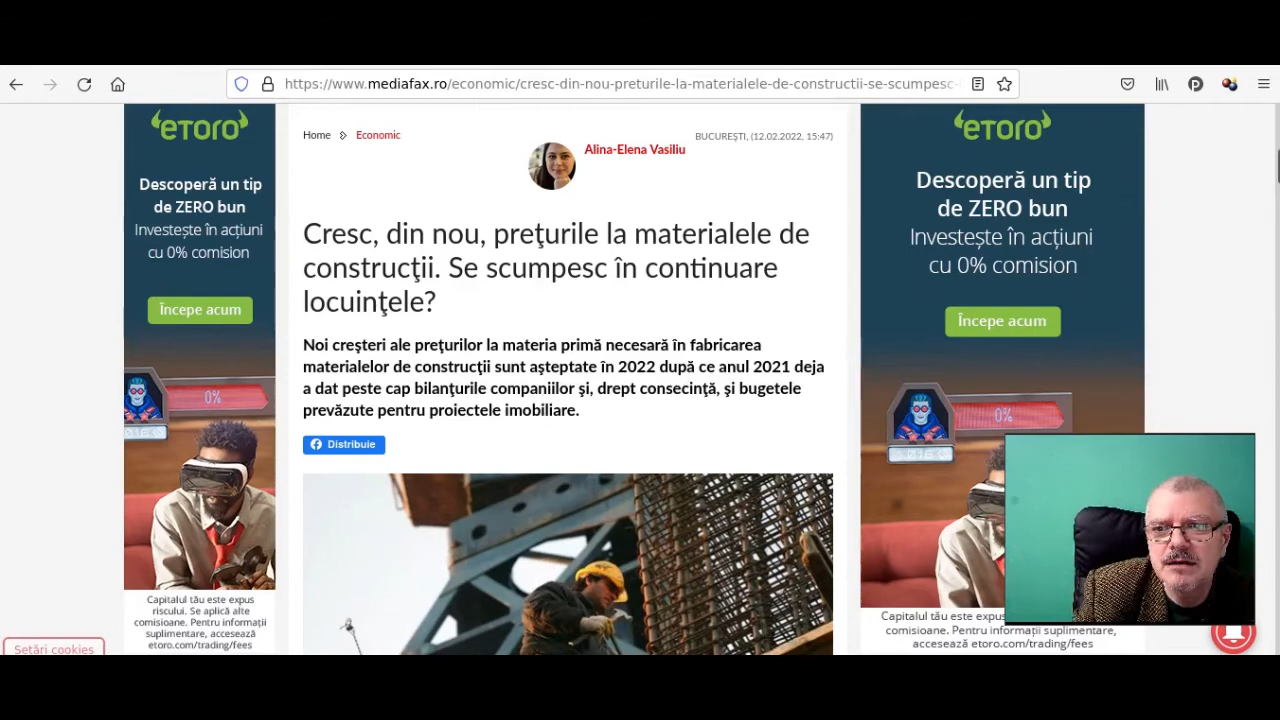 https://www.mediafax.ro/economic/cresc-din-nou-preturile-la-materialele-de-constructii-se-scumpesc-
eToro
Descoperă un tip
de ZERO bun
Investește în acțiuni
cu 0% comision
Începe acum
0%
Capitalul tău este expus
riscului. Se aplică alte
comisioane. Pentru informații
suplimentare, accesează
etoro.com/trading/fees
Setări cookies
Home
Economic
BUCUREŞTI, (12.02.2022, 15:47)
Alina-Elena Vasiliu
Cresc, din nou, preţurile la materialele de
construcţii. Se scumpesc în continuare
locuinţele?
Noi creşteri ale preţurilor la materia primă necesară în fabricarea
materialelor de construcţii sunt aşteptate în 2022 după ce anul 2021 deja
a dat peste cap bilanţurile companiilor şi, drept consecinţă, şi bugetele
prevăzute pentru proiectele imobiliare.
Distribuie
eToro
Descoperă un tip
de ZERO bun
Investește în acțiuni
cu 0% comision
Începe acum
0%
Capitalul tău este expus
comisioane. Pentru informații suplimentare,
accesează etoro.com/trading/fees